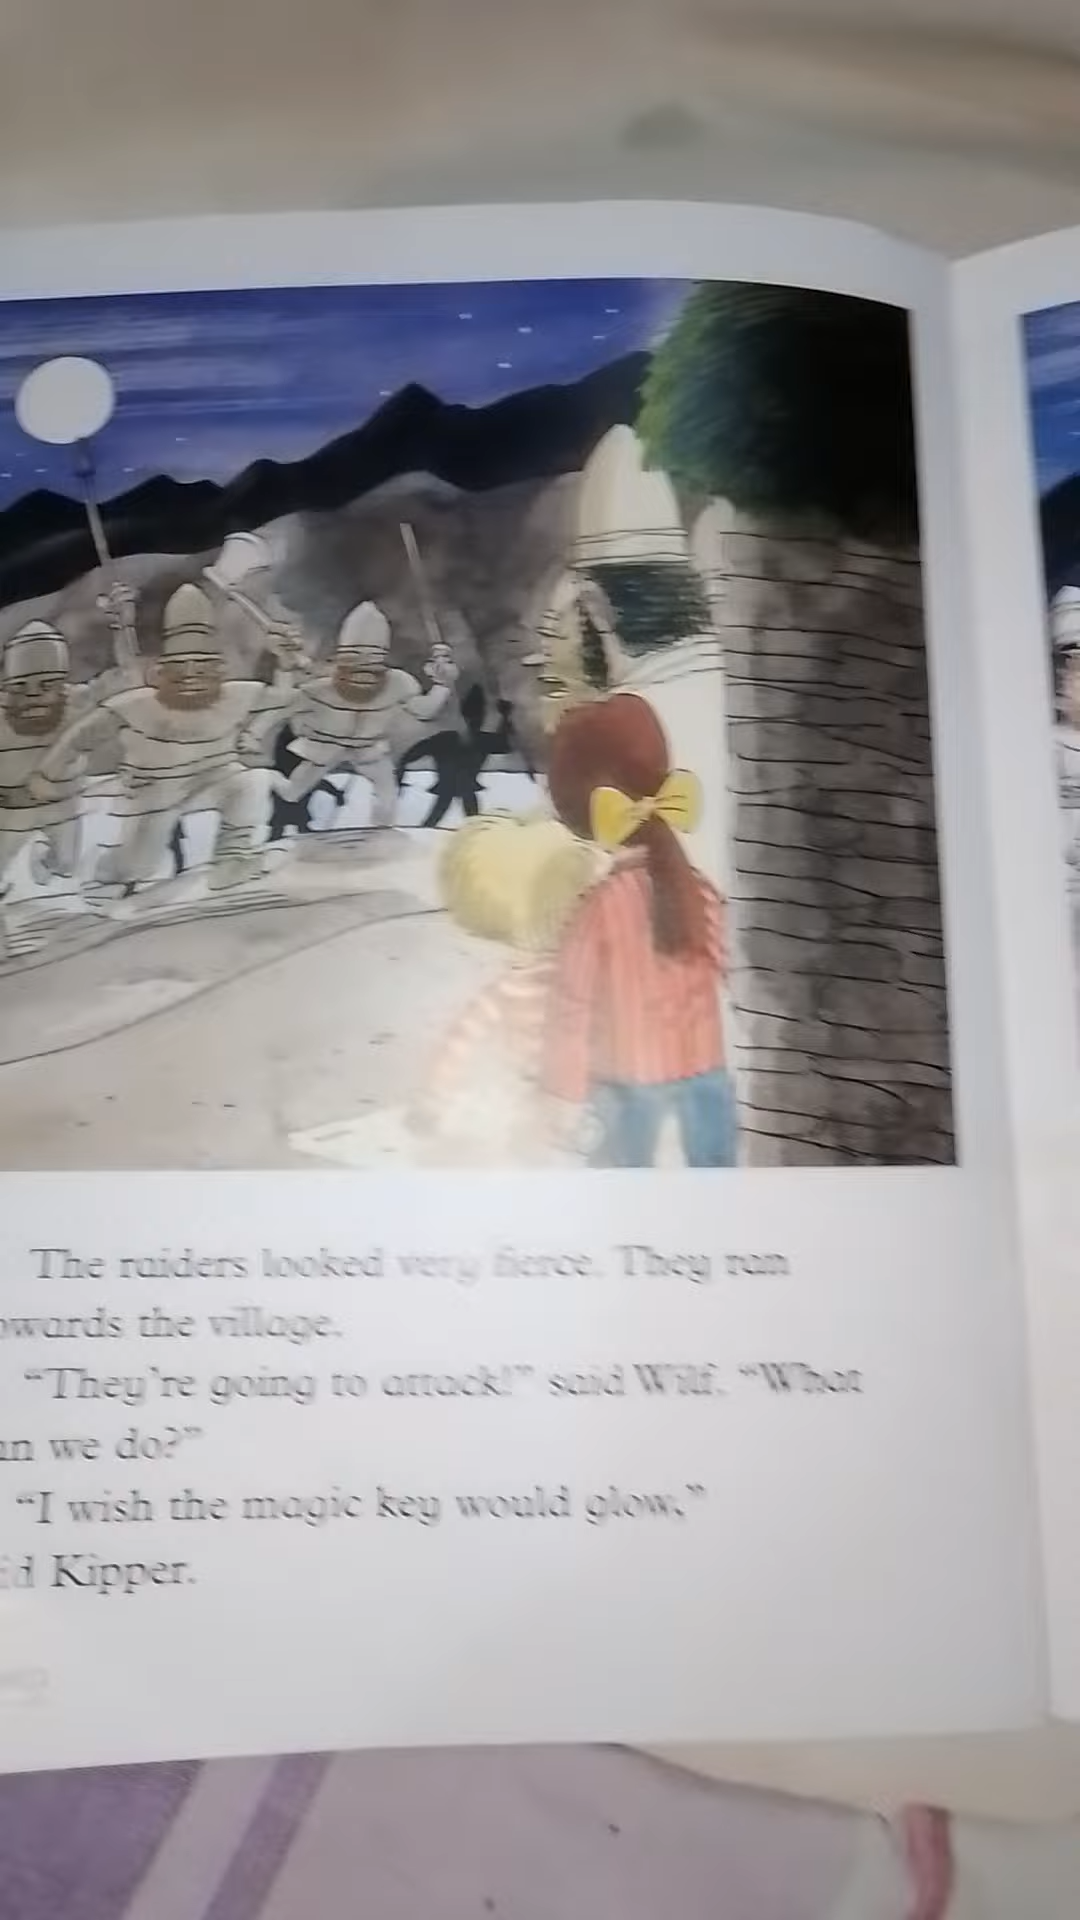 The raiders looked very fierce. They ran
owards the village.
"They're going to attack!" said Wilf. "What
an we do?"
"I wish the magic key would glow,"
id Kipper.